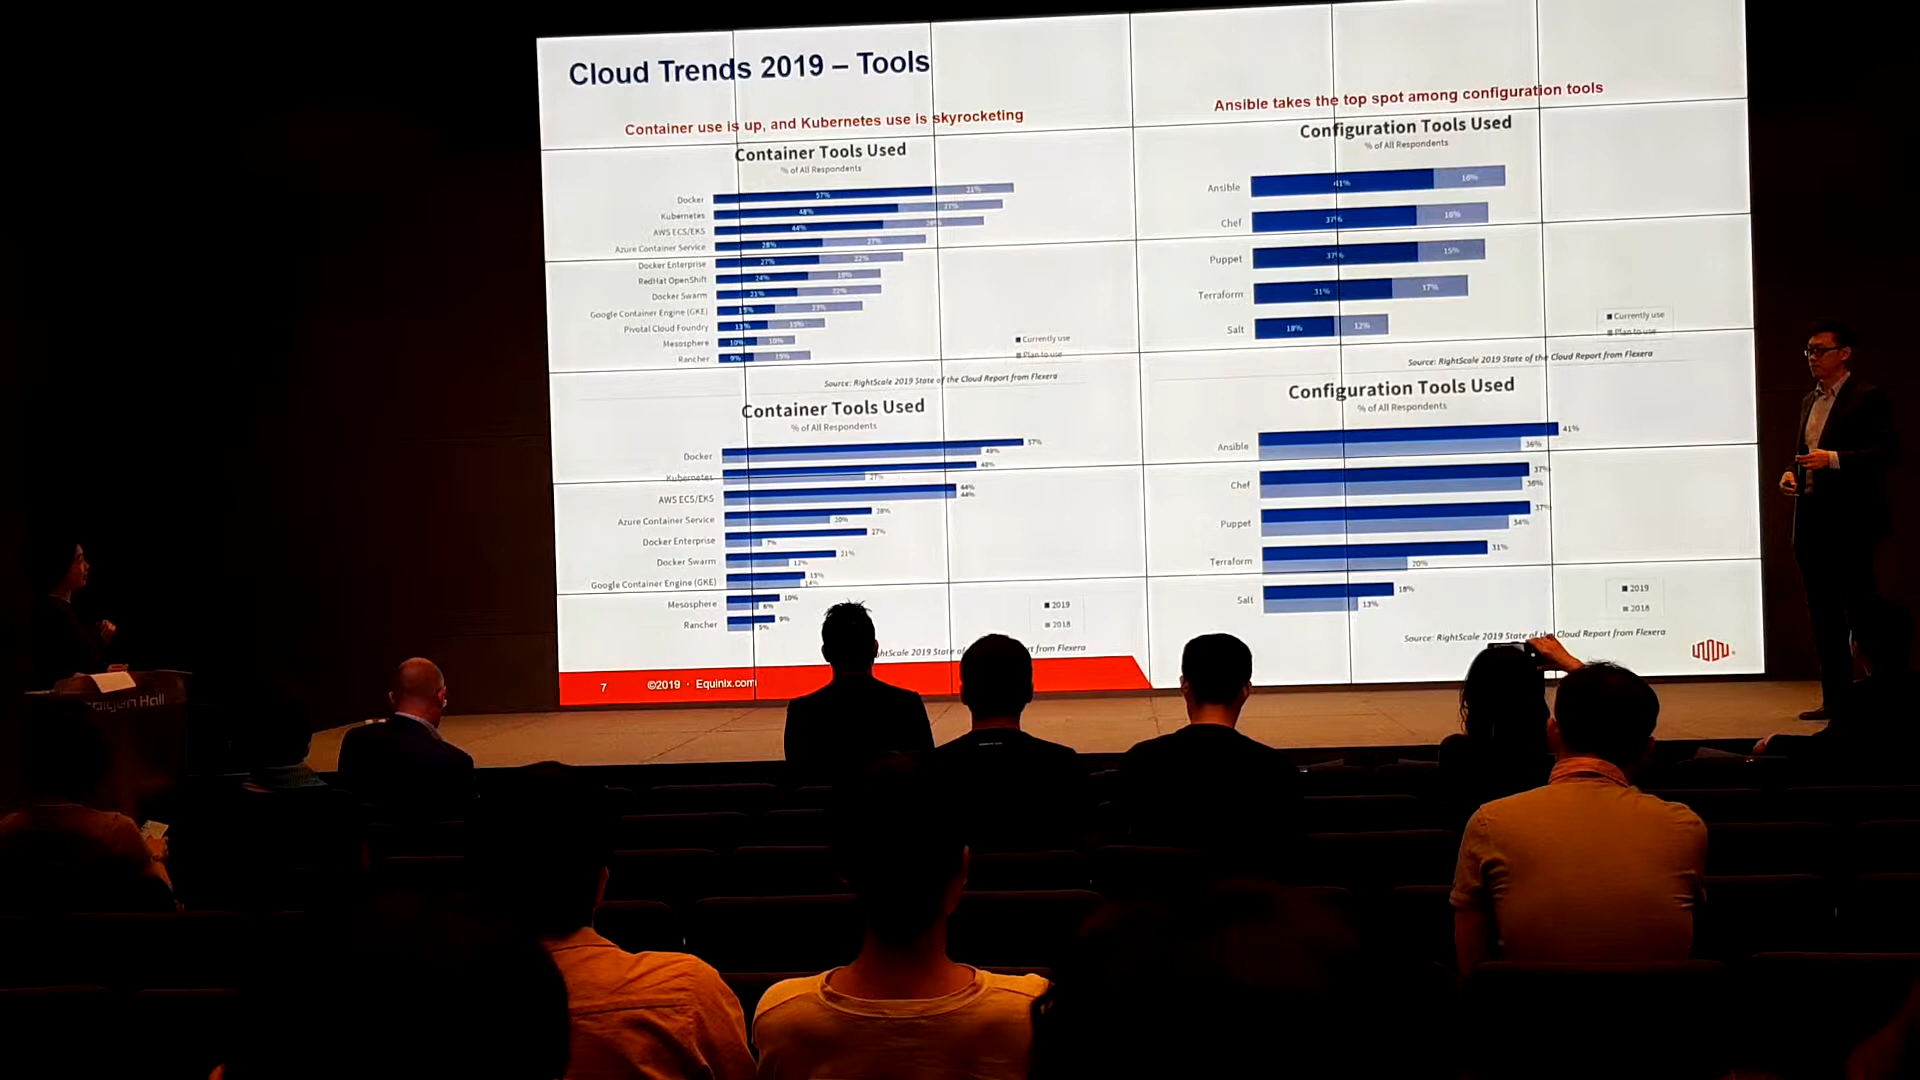 Cloud Trends 2019 – Tools
Container use is up, and Kubernetes use is skyrocketing
Container Tools Used
% of All Respondents
Docker 57% 21%
Kubernetes 48% 27%
AWS ECS/EKS 44%
Azure Container Service 28% 27%
Docker Enterprise 27% 22%
RedHat OpenShift 24% 19%
Docker Swarm 21% 22%
Google Container Engine (GKE) 15% 23%
Pivotal Cloud Foundry 13% 15%
Mesosphere 10% 10%
Rancher 9% 15%
Currently use
Plan to use
Source: RightScale 2019 State of the Cloud Report from Flexera
Ansible takes the top spot among configuration tools
Configuration Tools Used
% of All Respondents
Ansible 41% 16%
Chef 37% 16%
Puppet 37% 15%
Terraform 31% 17%
Salt 18% 12%
Currently use
Plan to use
Source: RightScale 2019 State of the Cloud Report from Flexera
Container Tools Used
% of All Respondents
Docker 57% 49%
Kubernetes 48% 27%
AWS ECS/EKS 44% 44%
Azure Container Service 28% 20%
Docker Enterprise 27% 7%
Docker Swarm 21% 12%
Google Container Engine (GKE) 15% 14%
Mesosphere 10% 6%
Rancher 9% 5%
2019
2018
2019 State from Flexera
Configuration Tools Used
% of All Respondents
Ansible 41% 36%
Chef 37% 36%
Puppet 37% 34%
Terraform 31% 20%
Salt 18% 13%
2019
2018
Source: RightScale 2019 State of the Cloud Report from Flexera
7 ©2019 · Equinix.com
Hall